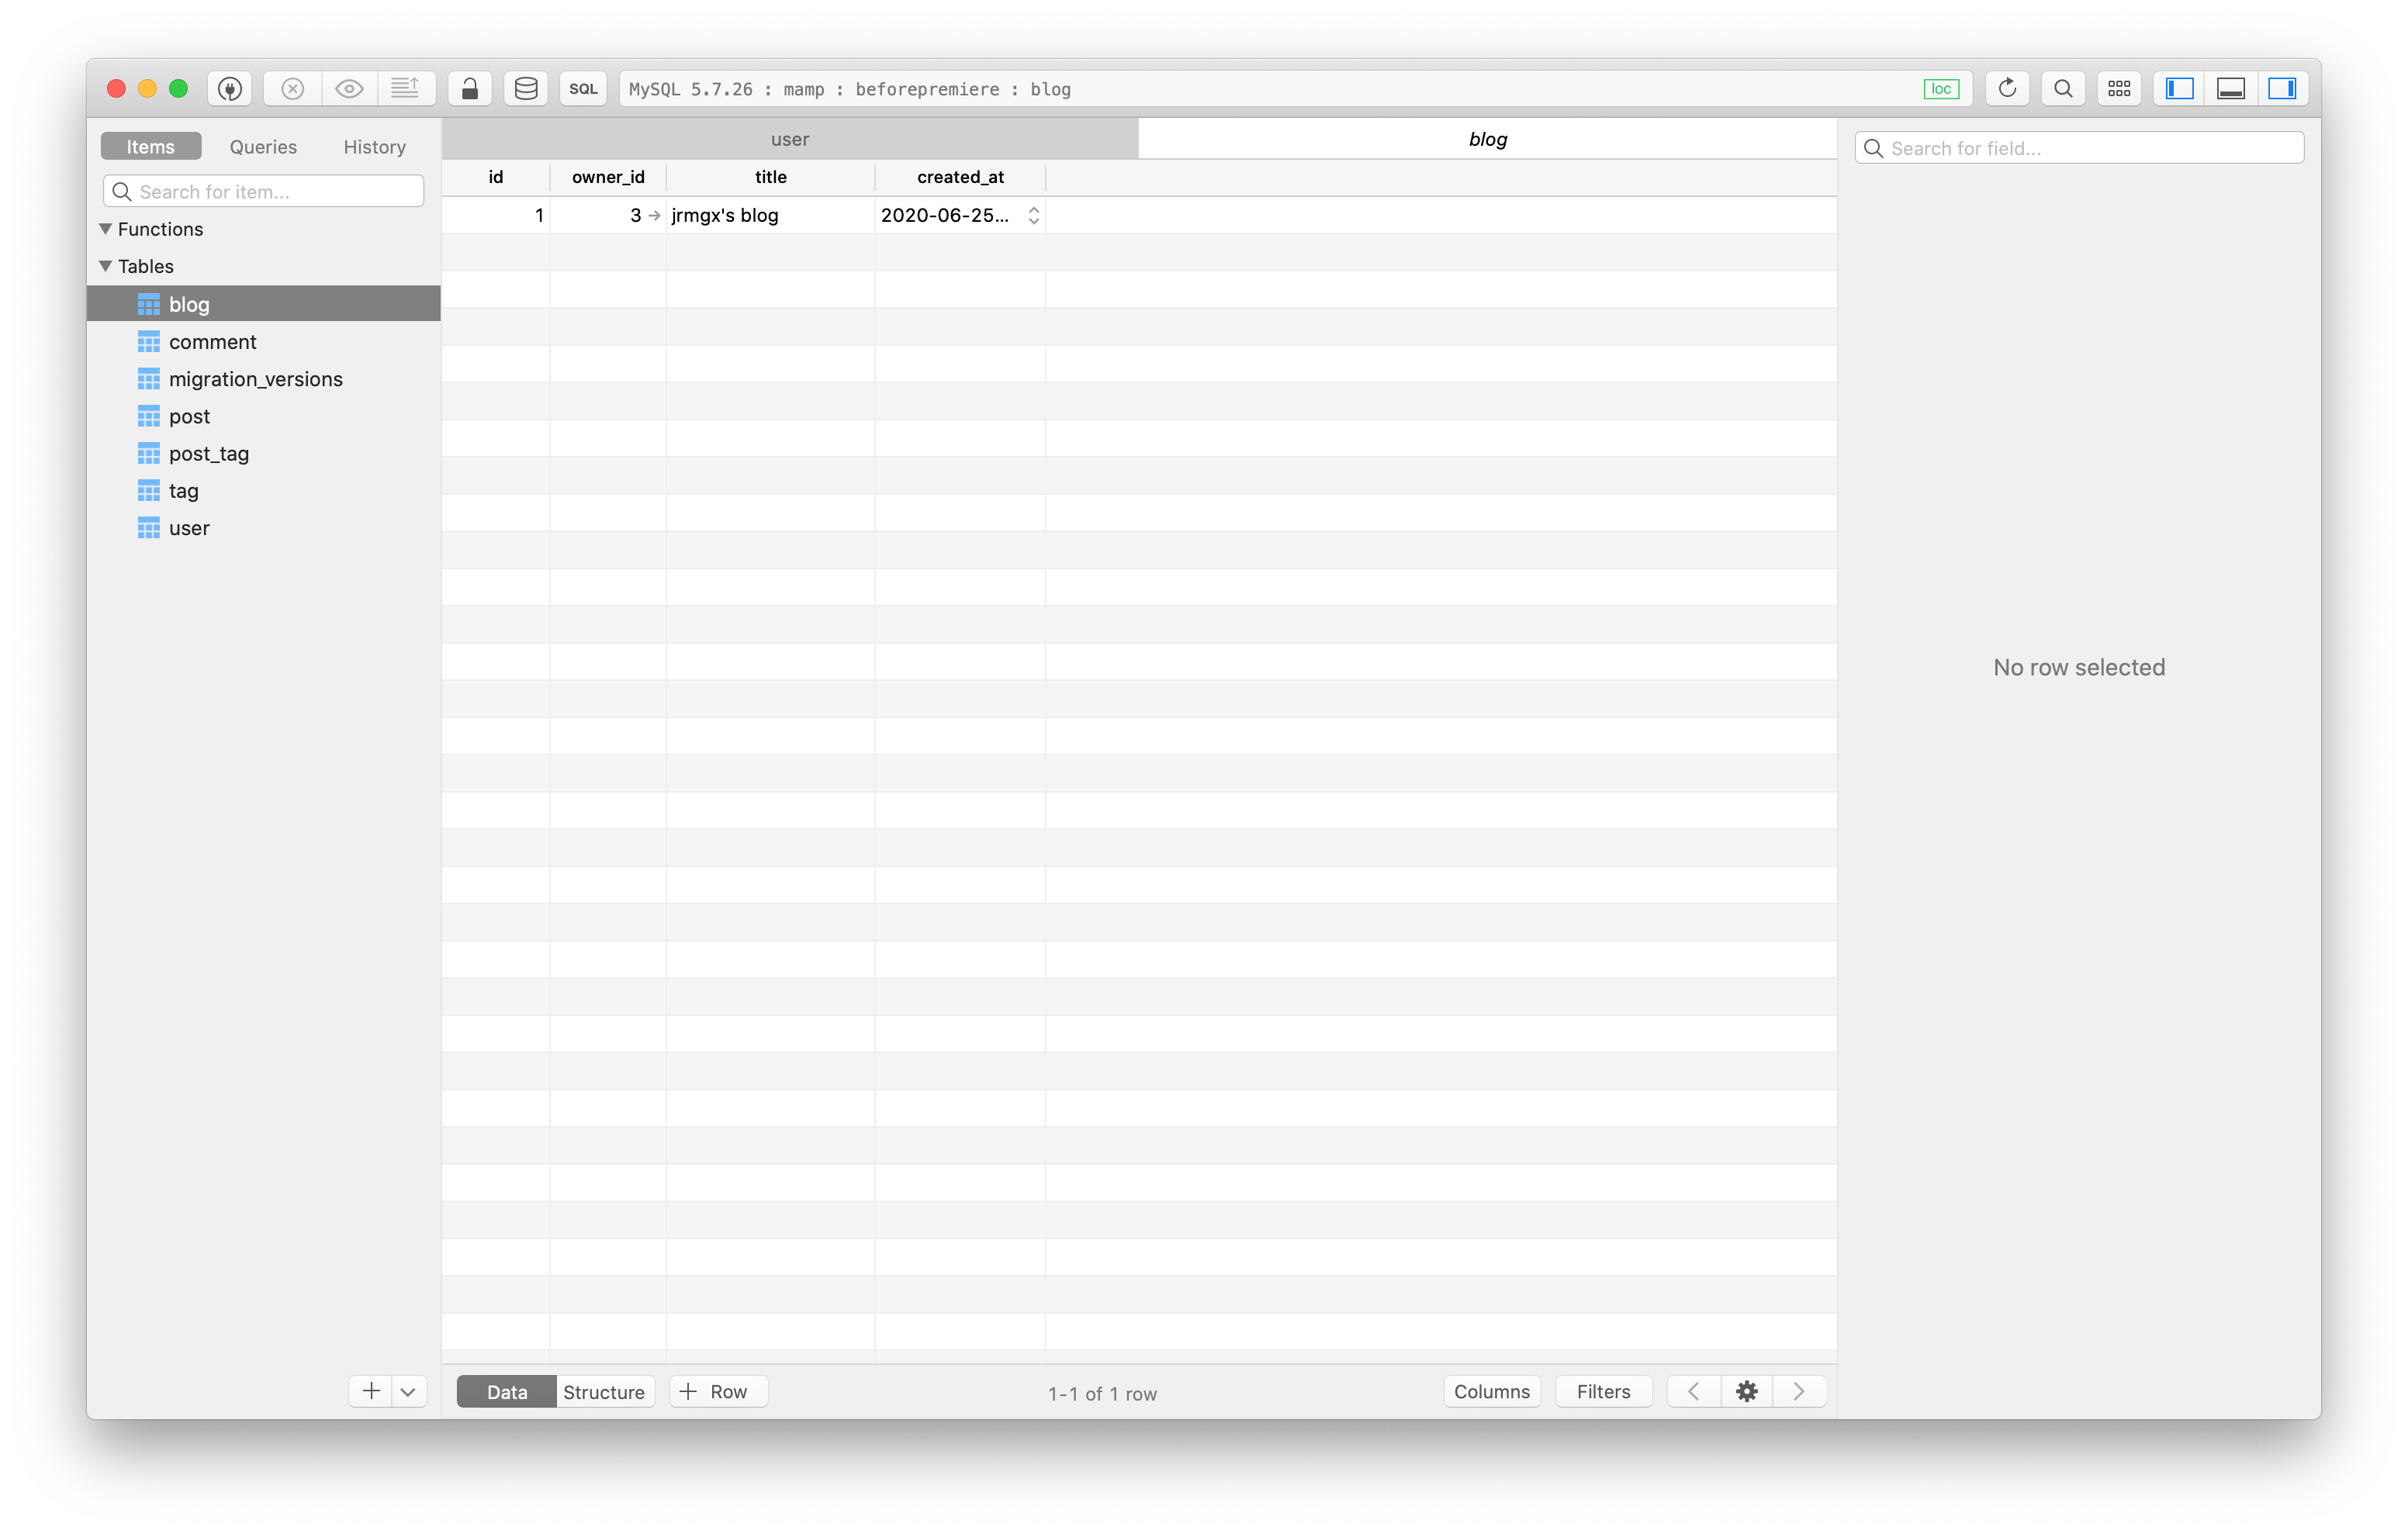 SQL
MySQL 5.7.26 : mamp : beforepremiere : blog
loc
Items
Queries
History
user
blog
Search for field...
Search for item...
id
owner_id
title
created_at
1
3
jrmgx's blog
2020-06-25...
Functions
Tables
blog
comment
migration_versions
post
post_tag
tag
user
No row selected
Data
Structure
Row
1-1 of 1 row
Columns
Filters